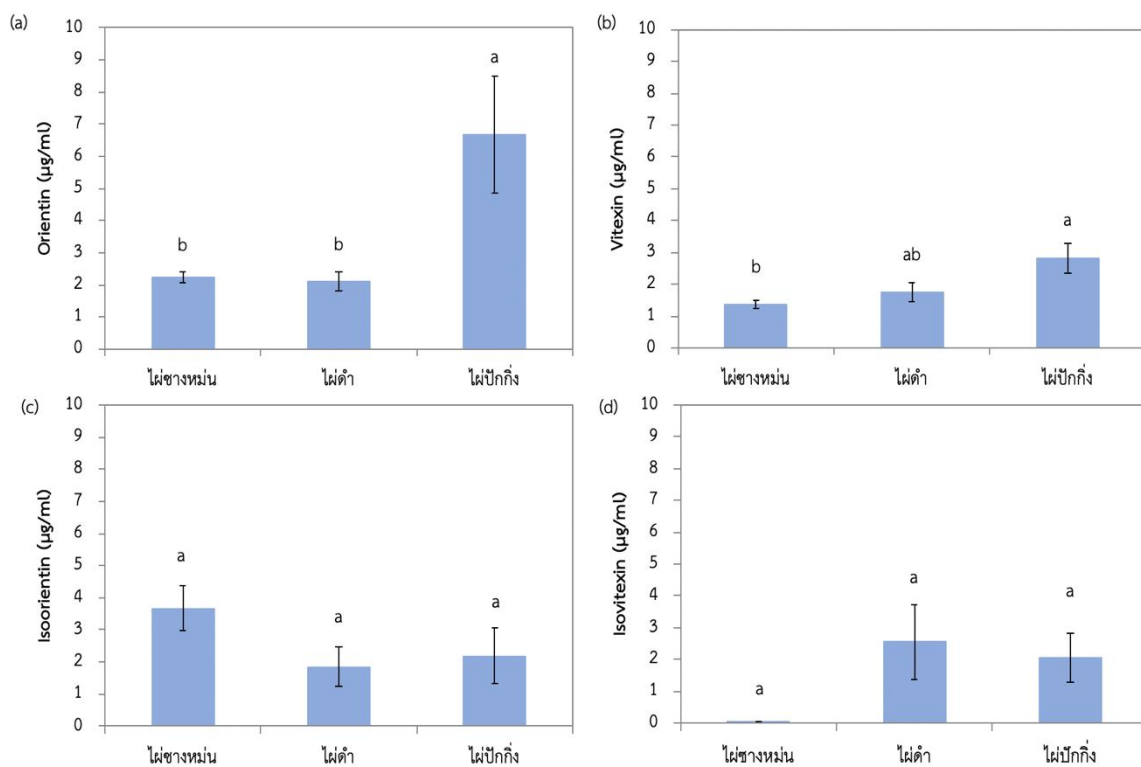 (a)
Orientin (µg/ml)
10
9
8
7
6
5
4
3
2
1
0
b
b
a
ไผ่ซางหม่น ไผ่ดำ ไผ่ปักกิ่ง
(b)
Vitexin (µg/ml)
10
9
8
7
6
5
4
3
2
1
0
b
ab
a
ไผ่ซางหม่น ไผ่ดำ ไผ่ปักกิ่ง
(c)
Isoorientin (µg/ml)
10
9
8
7
6
5
4
3
2
1
0
a
a
a
ไผ่ซางหม่น ไผ่ดำ ไผ่ปักกิ่ง
(d)
Isovitexin (µg/ml)
10
9
8
7
6
5
4
3
2
1
0
a
a
a
ไผ่ซางหม่น ไผ่ดำ ไผ่ปักกิ่ง